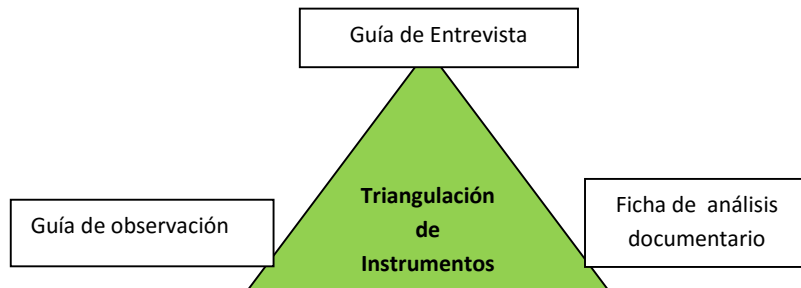 Guía de Entrevista
Guía de observación
Triangulación
de
Instrumentos
Ficha de análisis
documentario